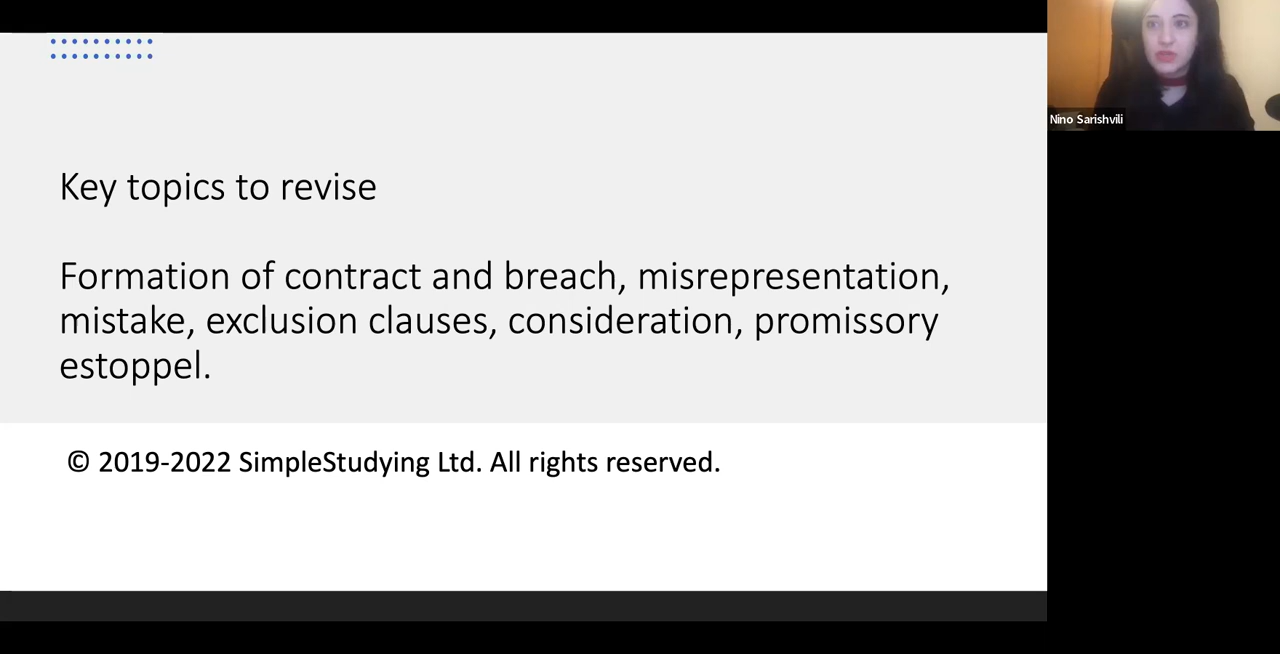 Key topics to revise
Formation of contract and breach, misrepresentation,
mistake, exclusion clauses, consideration, promissory
estoppel.
© 2019-2022 SimpleStudying Ltd. All rights reserved.
Nino Sarishvili